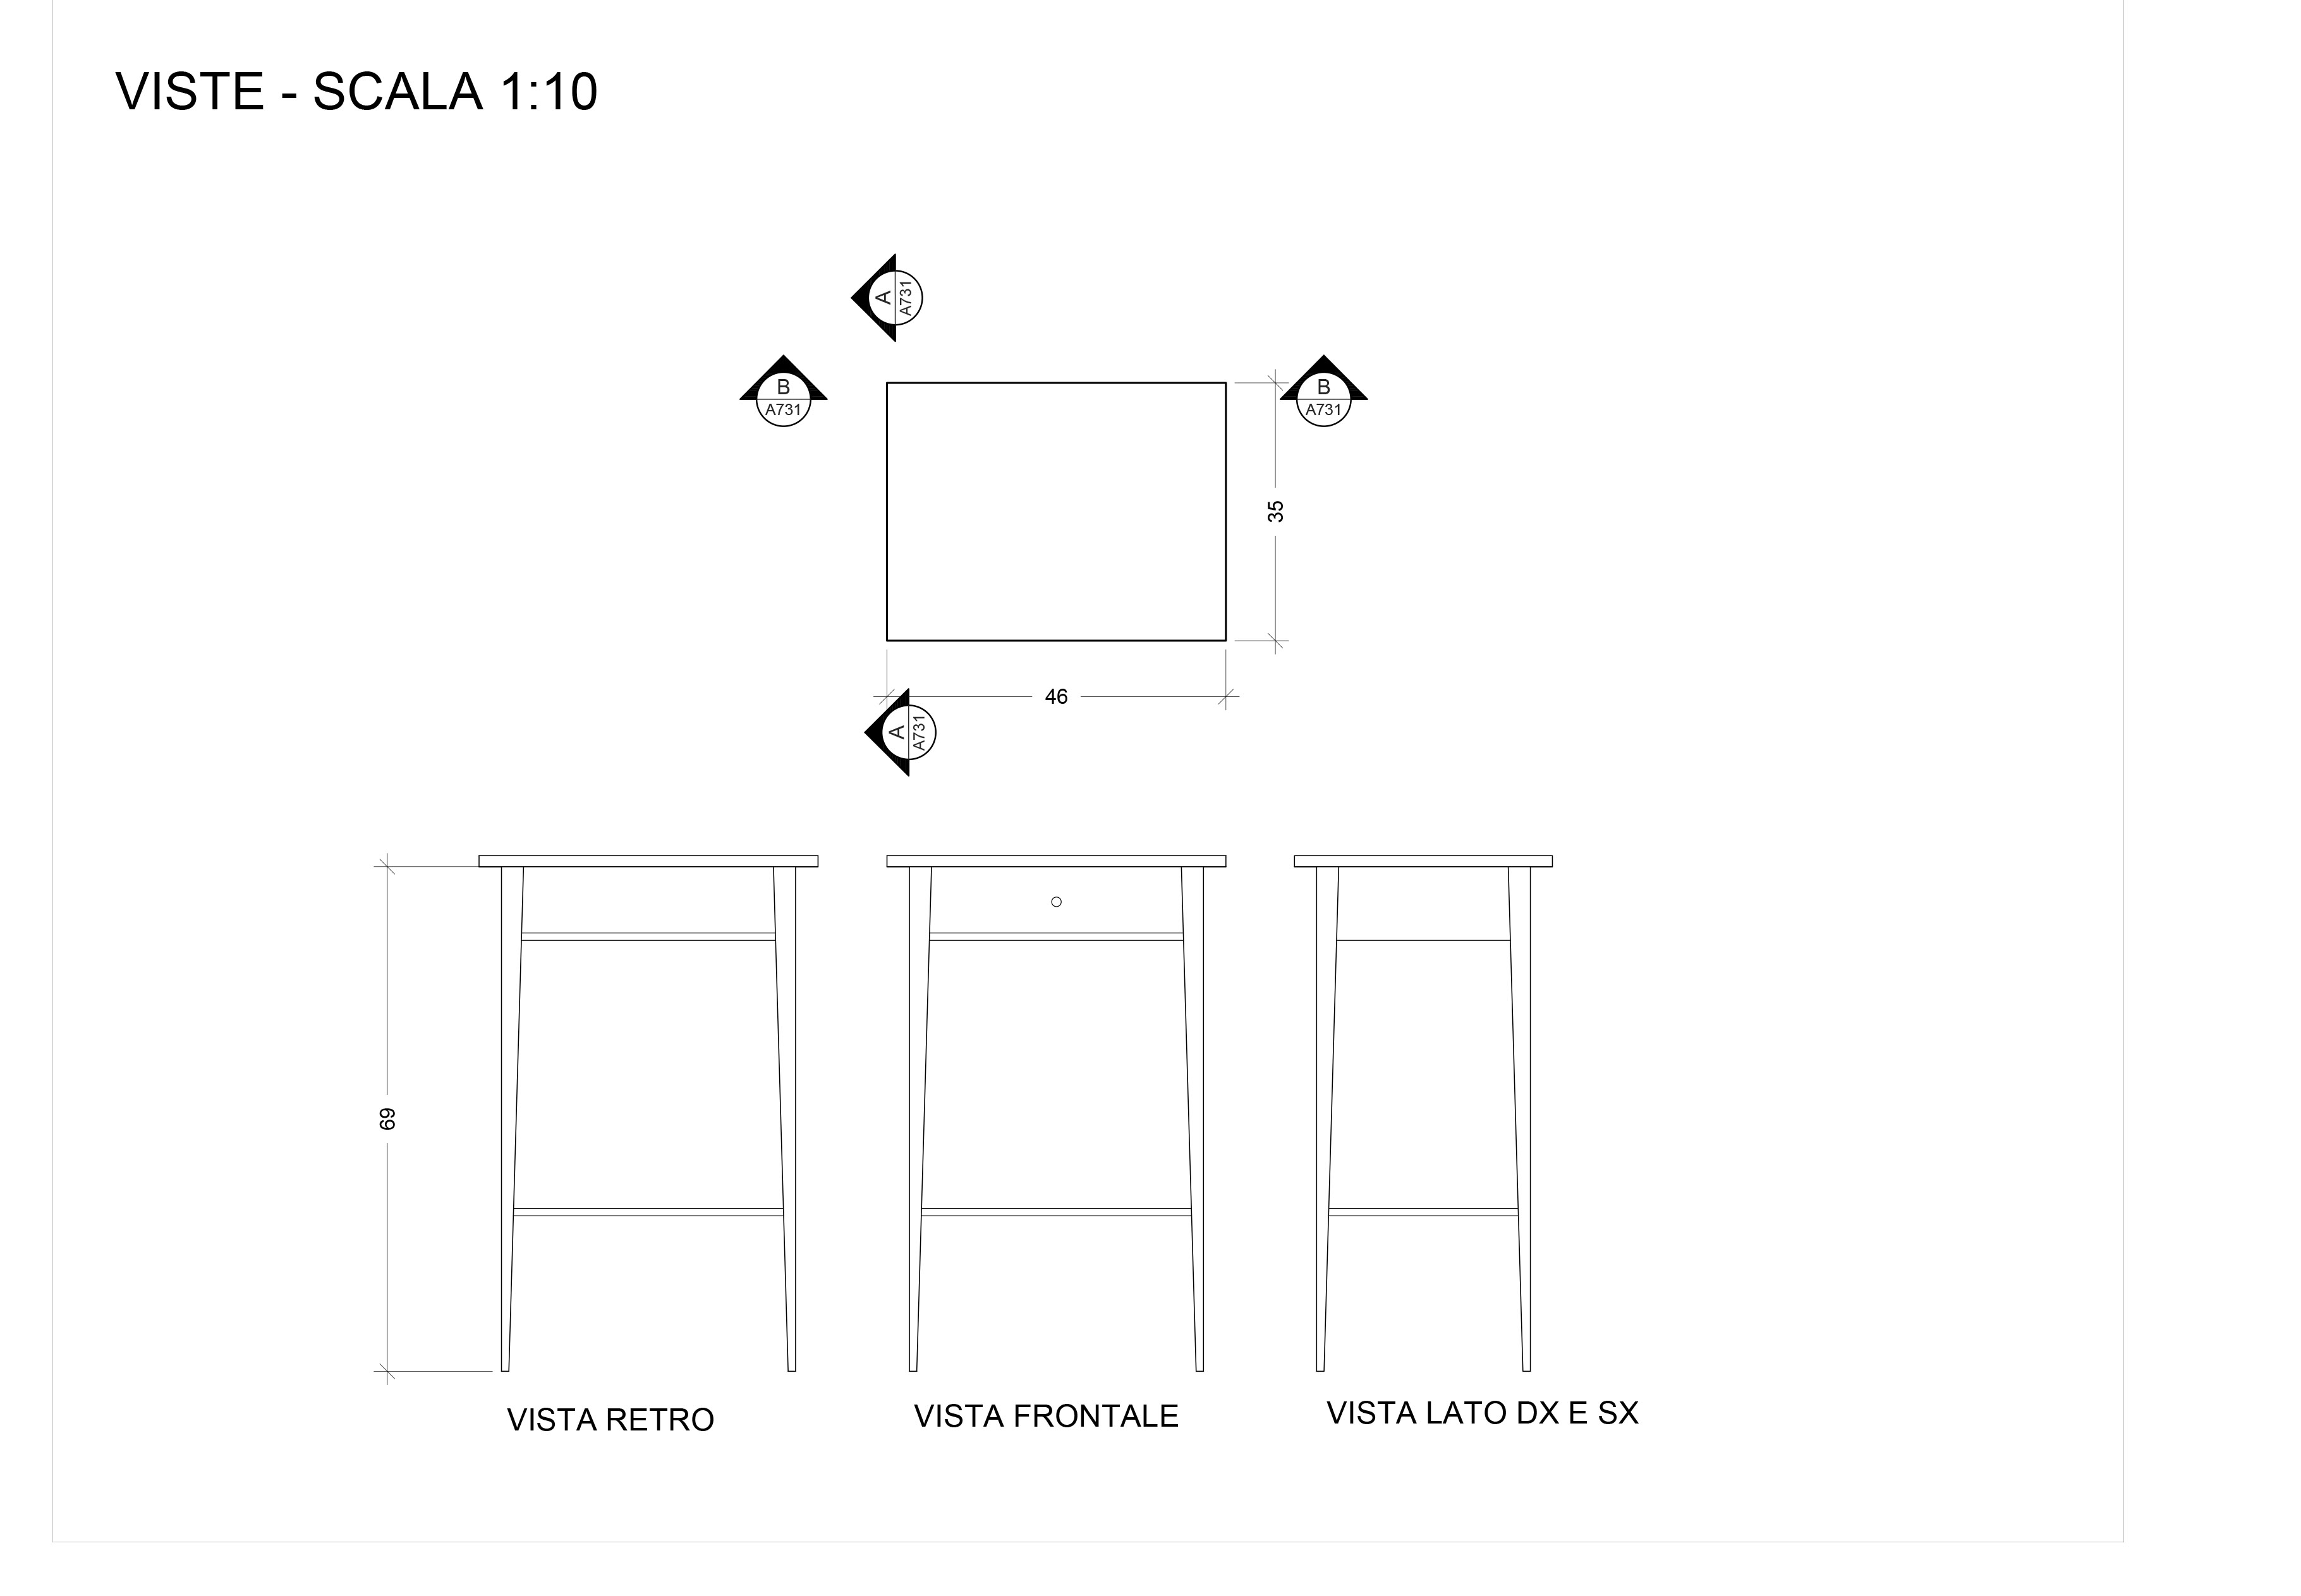 VISTE - SCALA 1:10
A
A731
B
A731
B
A731
35
46
A
A731
69
VISTA RETRO
VISTA FRONTALE
VISTA LATO DX E SX